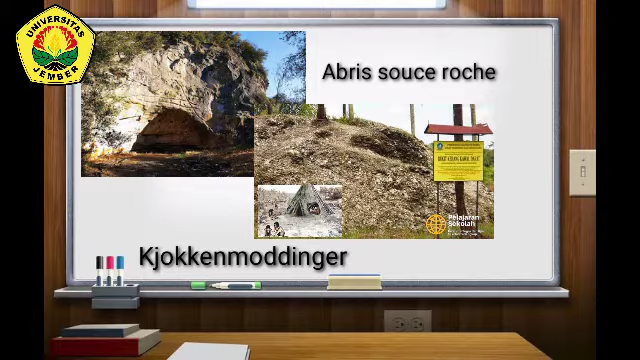 UNIVERSITAS
JEMBER
Abris souce roche
Pelajaran
Sekolah
Kjokkenmoddinger